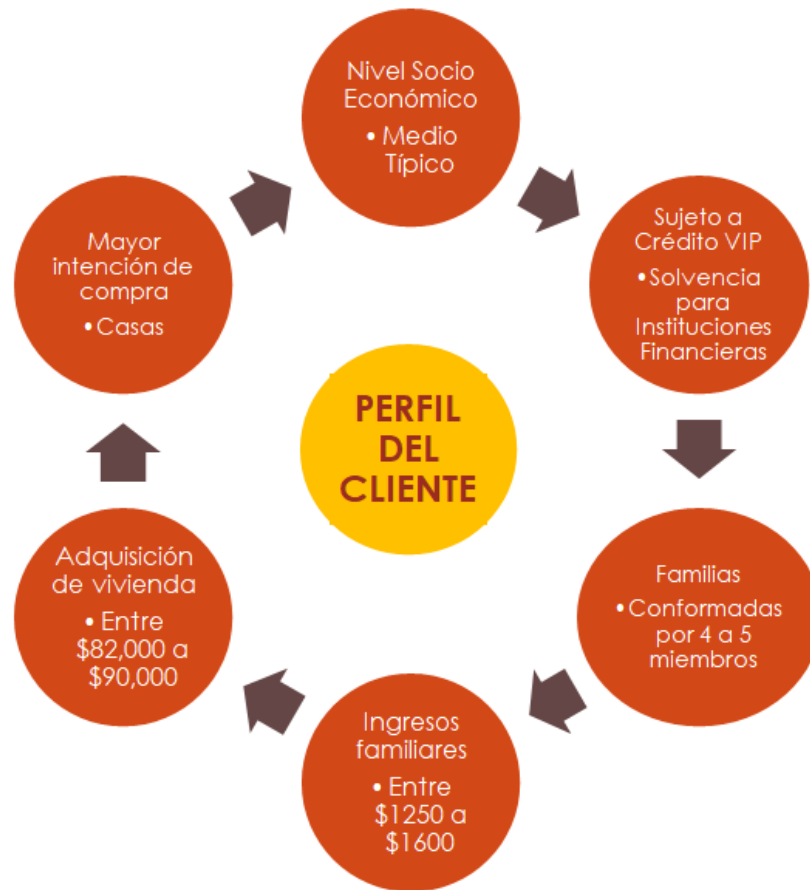 Nivel Socio
Económico
• Medio
Típico
Sujeto a
Crédito VIP
•Solvencia
para
Instituciones
Financieras
Familias
•Conformadas
por 4 a 5
miembros
Ingresos
familiares
• Entre
$1250 a
$1600
Adquisición
de vivienda
• Entre
$82,000 a
$90,000
Mayor
intención de
compra
• Casas
PERFIL
DEL
CLIENTE